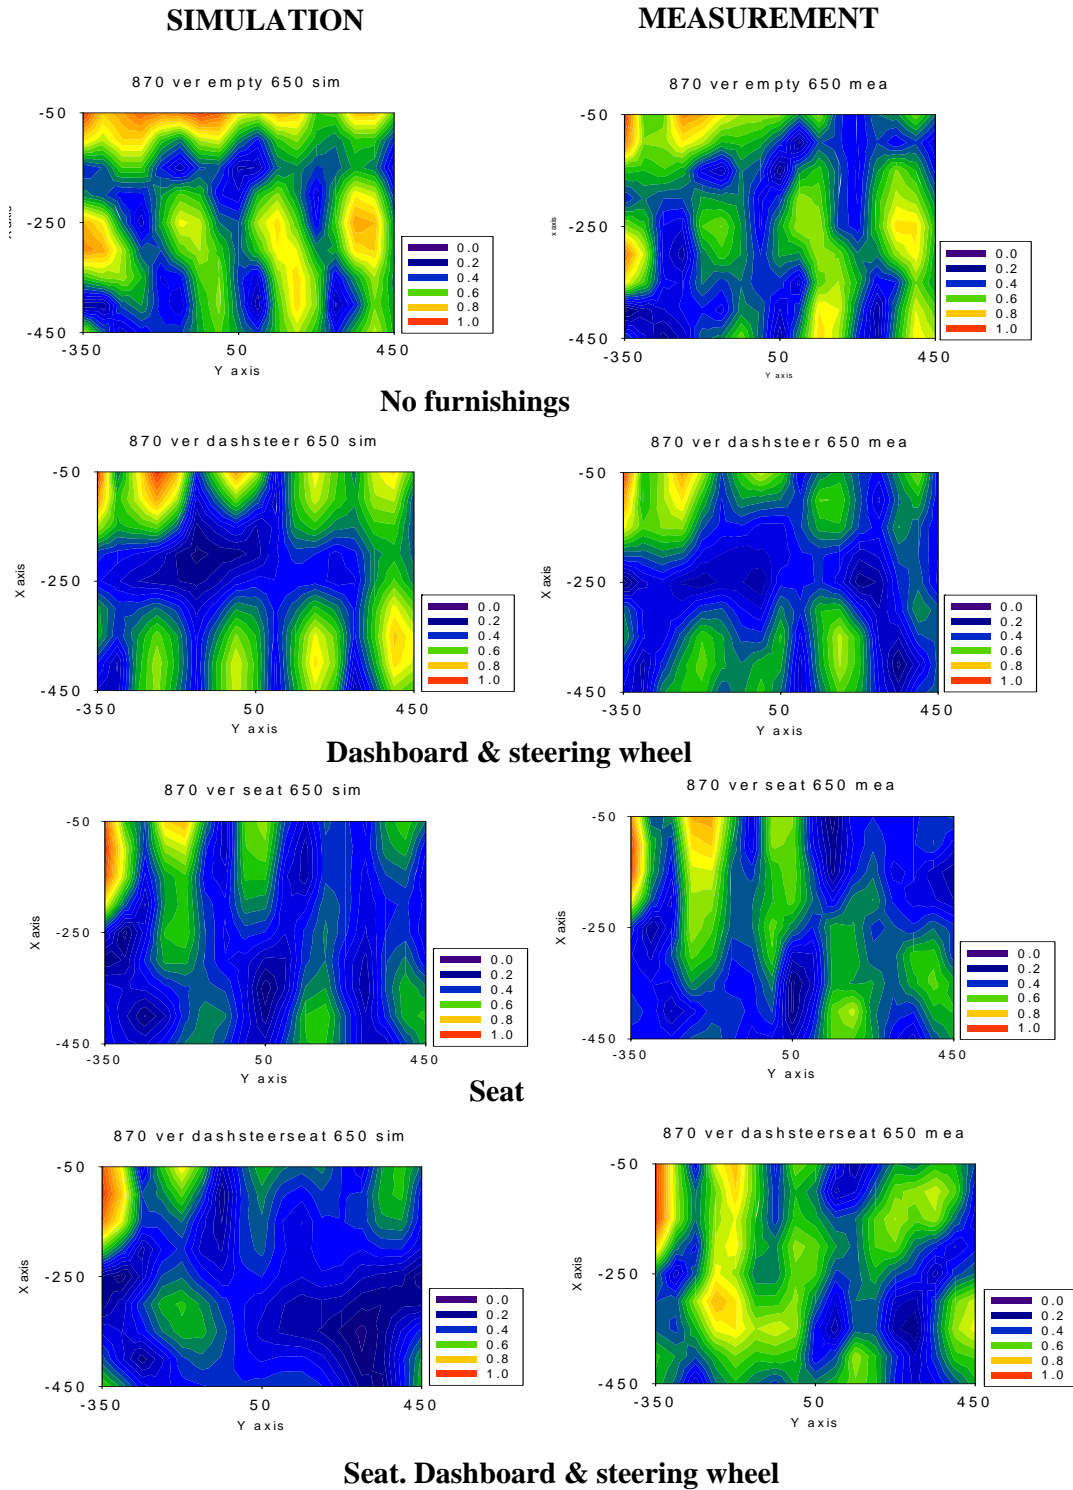 SIMULATION MEASUREMENT
870 ver empty 650 sim 870 ver empty 650 mea
-50 -50
-250 x axis -250
0.0 0.0
0.2 0.2
0.4 0.4
0.6 0.6
0.8 0.8
1.0 1.0
-450 -450
-350 50 450 -350 50 450
Y axis Y axis
No furnishings
870 ver dashsteer 650 sim 870 ver dashsteer 650 mea
-50 -50
X axis -250 X axis -250
0.0 0.0
0.2 0.2
0.4 0.4
0.6 0.6
0.8 0.8
1.0 1.0
-450 -450
-350 50 450 -350 50 450
Y axis Y axis
Dashboard & steering wheel
870 ver seat 650 sim 870 ver seat 650 mea
-50 -50
X axis -250 X axis -250
0.0 0.0
0.2 0.2
0.4 0.4
0.6 0.6
0.8 0.8
1.0 1.0
-450 -450
-350 50 450 -350 50 450
Y axis Y axis
Seat
870 ver dashsteerseat 650 sim 870 ver dashsteerseat 650 mea
-50 -50
X axis -250 X axis -250
0.0 0.0
0.2 0.2
0.4 0.4
0.6 0.6
0.8 0.8
1.0 1.0
-450 -450
-350 50 450 -350 50 450
Y axis Y axis
Seat. Dashboard & steering wheel